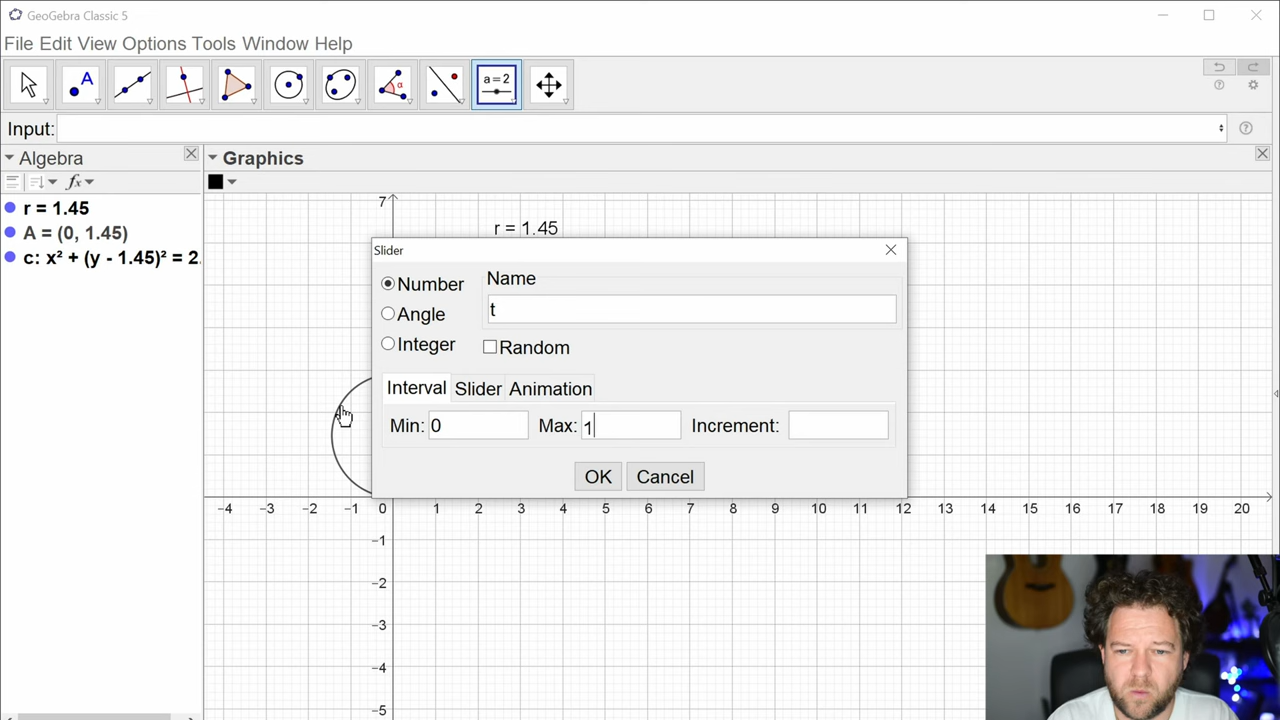 GeoGebra Classic 5
File Edit View Options Tools Window Help
A
α
a=2
Input:
Algebra
Graphics
fx
r = 1.45
A = (0, 1.45)
c: x² + (y - 1.45)² = 2.
7
r = 1.45
Slider
Number
Angle
Integer
Name
t
Random
Interval Slider Animation
Min: 0 Max: 1 Increment:
OK Cancel
−4 −3 −2 −1 0 1 2 3 4 5 6 7 8 9 10 11 12 13 14 15 16 17 18 19 20
−1
−2
−3
−4
−5